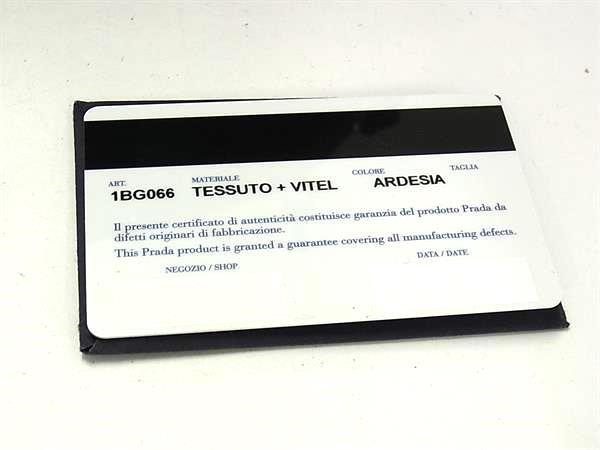 ART. MATERIALE COLORE TAGLIA
1BG066 TESSUTO + VITEL ARDESIA
Il presente certificato di autenticità costituisce garanzia del prodotto Prada da
difetti originari di fabbricazione.
This Prada product is granted a guarantee covering all manufacturing defects.
NEGOZIO / SHOP DATA / DATE